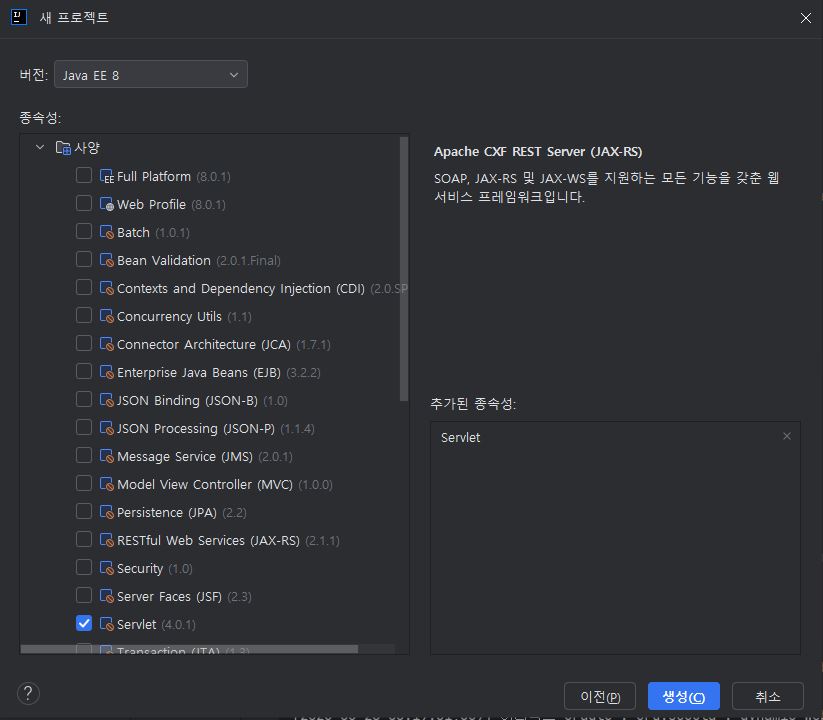 새 프로젝트
버전: Java EE 8
종속성:
사양
Full Platform (8.0.1)
Web Profile (8.0.1)
Batch (1.0.1)
Bean Validation (2.0.1.Final)
Contexts and Dependency Injection (CDI) (2.0.SP
Concurrency Utils (1.1)
Connector Architecture (JCA) (1.7.1)
Enterprise Java Beans (EJB) (3.2.2)
JSON Binding (JSON-B) (1.0)
JSON Processing (JSON-P) (1.1.4)
Message Service (JMS) (2.0.1)
Model View Controller (MVC) (1.0.0)
Persistence (JPA) (2.2)
RESTful Web Services (JAX-RS) (2.1.1)
Security (1.0)
Server Faces (JSF) (2.3)
Servlet (4.0.1)
Transaction (JTA) (1.3)
Apache CXF REST Server (JAX-RS)
SOAP, JAX-RS 및 JAX-WS를 지원하는 모든 기능을 갖춘 웹
서비스 프레임워크입니다.
추가된 종속성:
Servlet
?
이전(P)
생성(C)
취소